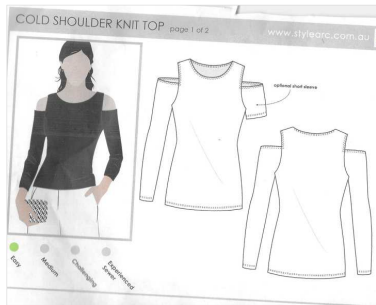 COLD SHOULDER KNIT TOP page 1 of 2
www.stylearc.com.au
optional short sleeve
Easy
Medium
Challenging
Experienced
Sewer